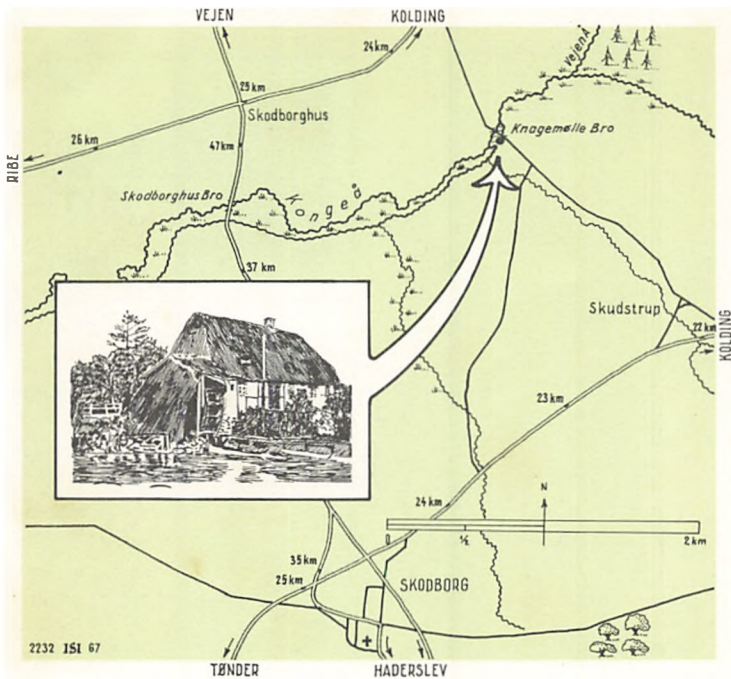 VEJEN
KOLDING
24 km
Vejen Å
25 km
Skodborghus
Knagemølle Bro
26 km
47 km
RIBE
Skodborghus Bro
Kongeå
37 km
Skudstrup
22 km
KOLDING
23 km
24 km
N
0
½
2 km
35 km
25 km
SKODBORG
2232 ISI 67
TØNDER
HADERSLEV